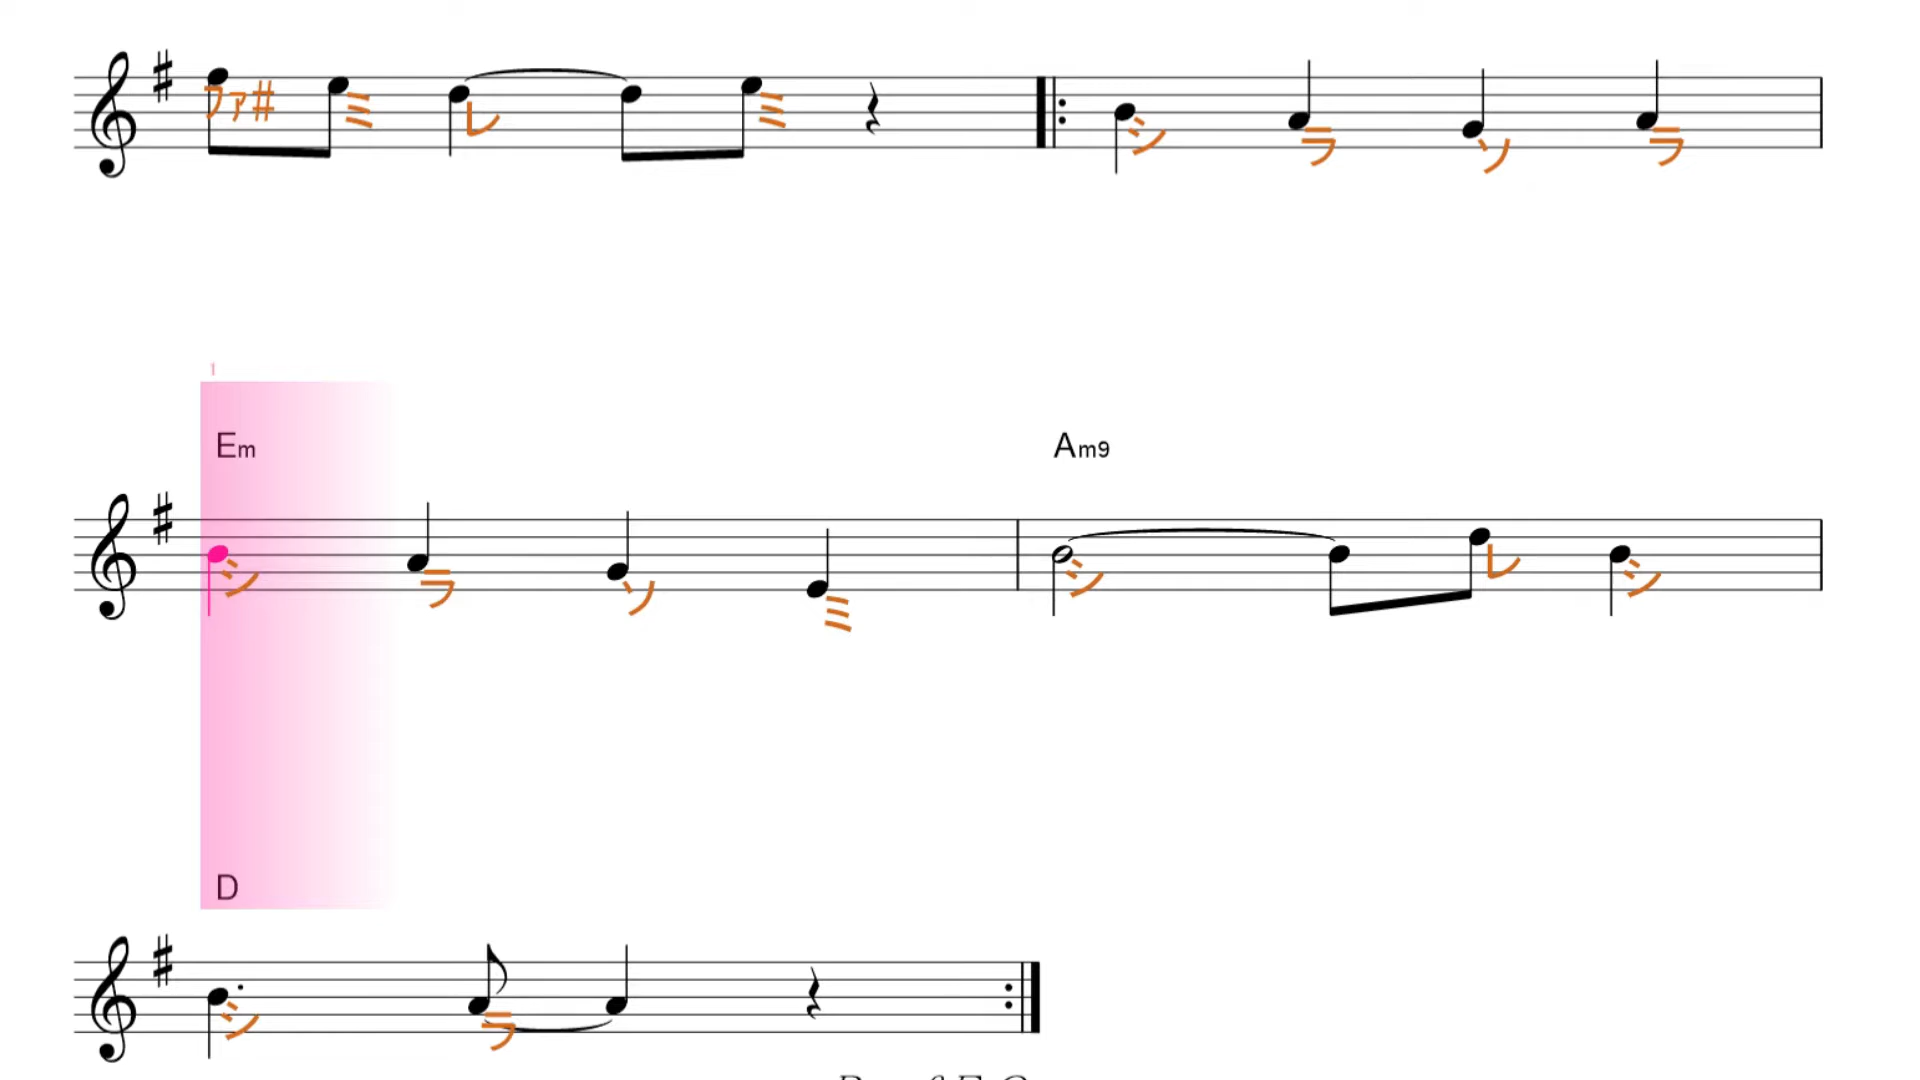 ファ# ミ レ ミ シ ラ ソ ラ
1
Em Am9
シ ラ ソ ミ シ レ シ
D
シ ラ